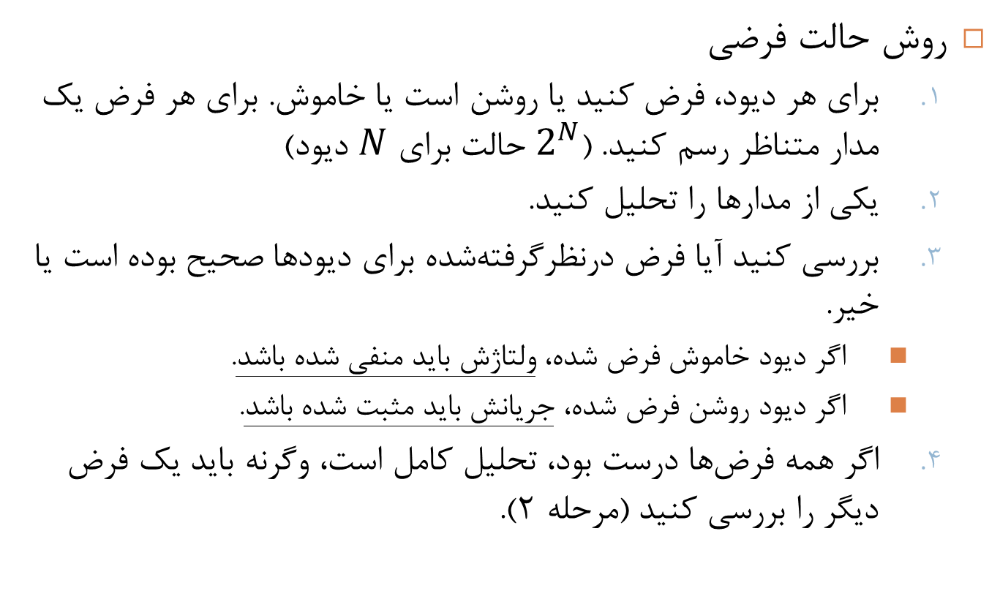 روش حالت فرضی
۱. برای هر دیود، فرض کنید یا روشن است یا خاموش. برای هر فرض یک
مدار متناظر رسم کنید. (2^N حالت برای N دیود)
۲. یکی از مدارها را تحلیل کنید.
۳. بررسی کنید آیا فرض درنظرگرفته‌شده برای دیودها صحیح بوده است یا
خیر.
اگر دیود خاموش فرض شده، ولتاژش باید منفی شده باشد.
اگر دیود روشن فرض شده، جریانش باید مثبت شده باشد.
۴. اگر همه فرض‌ها درست بود، تحلیل کامل است، وگرنه باید یک فرض
دیگر را بررسی کنید (مرحله ۲).